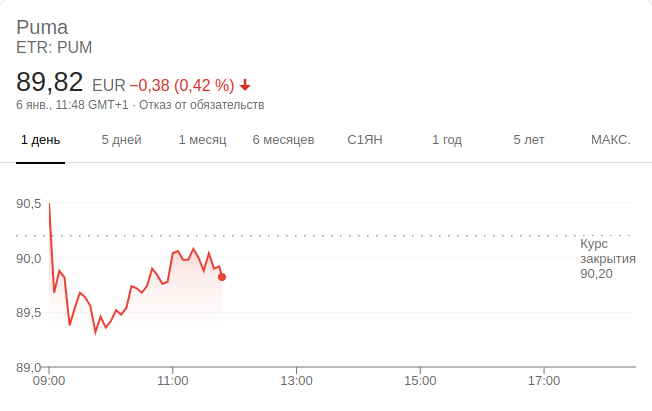 Puma
ETR: PUM
89,82 EUR −0,38 (0,42 %)
6 янв., 11:48 GMT+1 · Отказ от обязательств
1 день 5 дней 1 месяц 6 месяцев С1ЯН 1 год 5 лет МАКС.
90,5
Курс
закрытия
90,20
90,0
89,5
89,0
09:00 11:00 13:00 15:00 17:00